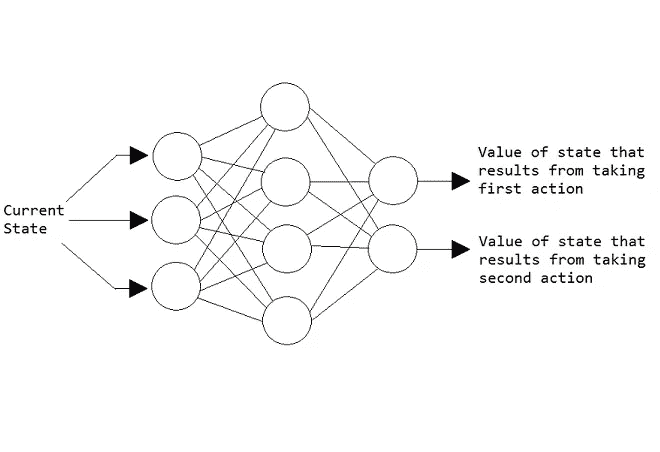 Current
State
Value of state that
results from taking
first action
Value of state that
results from taking
second action